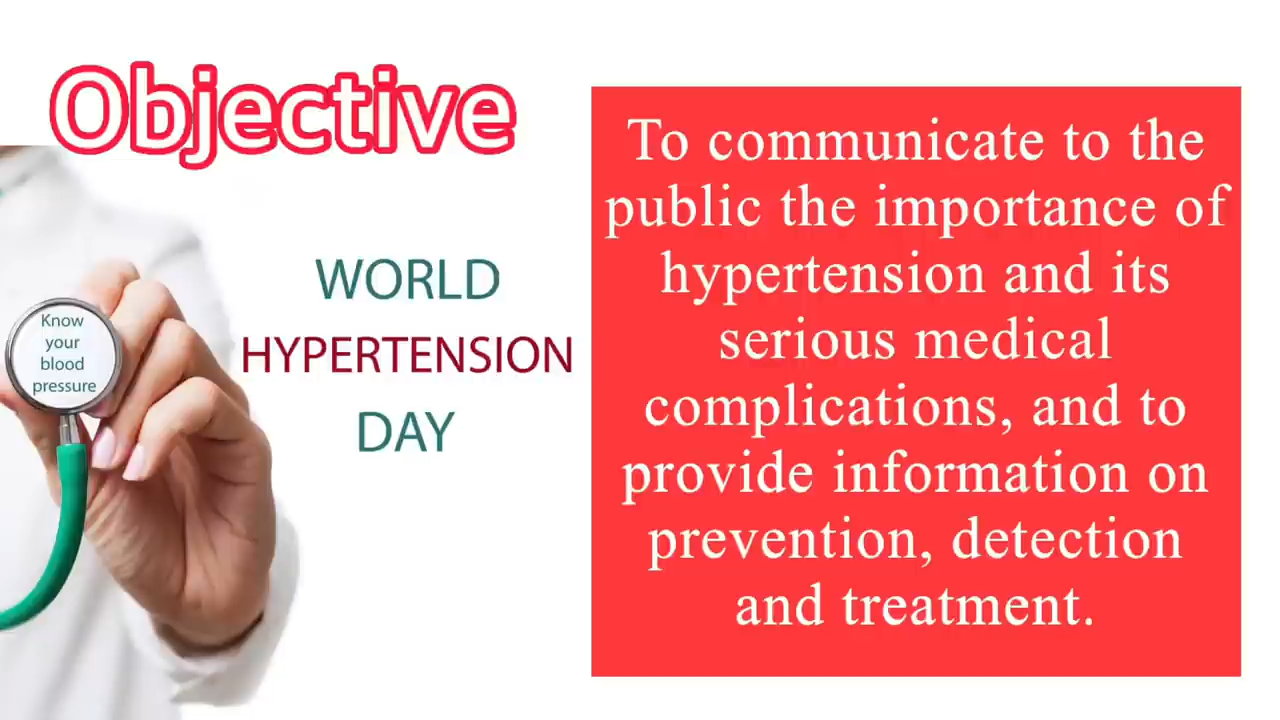 Objective
Know
your
blood
pressure
WORLD
HYPERTENSION
DAY
To communicate to the
public the importance of
hypertension and its
serious medical
complications, and to
provide information on
prevention, detection
and treatment.